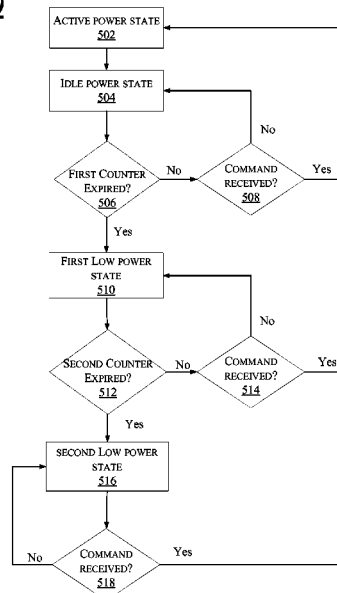 ACTIVE POWER STATE
502
IDLE POWER STATE
504
No
FIRST COUNTER
EXPIRED?
506
No
COMMAND
RECEIVED?
508
Yes
Yes
FIRST LOW POWER
STATE
510
No
SECOND COUNTER
EXPIRED?
512
No
COMMAND
RECEIVED?
514
Yes
Yes
SECOND LOW POWER
STATE
516
No
COMMAND
RECEIVED?
518
Yes